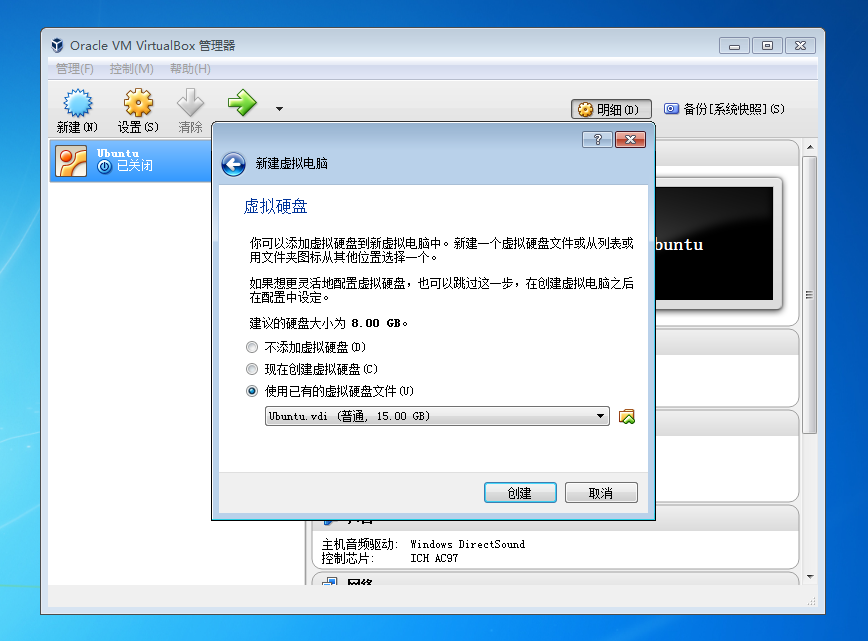 Oracle VM VirtualBox 管理器
管理(F) 控制(M) 帮助(H)
新建(N) 设置(S) 清除
明细(D) 备份[系统快照](S)
Ubuntu
已关闭
新建虚拟电脑
虚拟硬盘
你可以添加虚拟硬盘到新虚拟电脑中。新建一个虚拟硬盘文件或从列表或
用文件夹图标从其他位置选择一个。
如果想更灵活地配置虚拟硬盘，也可以跳过这一步，在创建虚拟电脑之后
在配置中设定。
建议的硬盘大小为 8.00 GB。
不添加虚拟硬盘(D)
现在创建虚拟硬盘(C)
使用已有的虚拟硬盘文件(U)
Ubuntu.vdi (普通, 15.00 GB)
创建 取消
buntu
主机音频驱动: Windows DirectSound
控制芯片: ICH AC97
网络